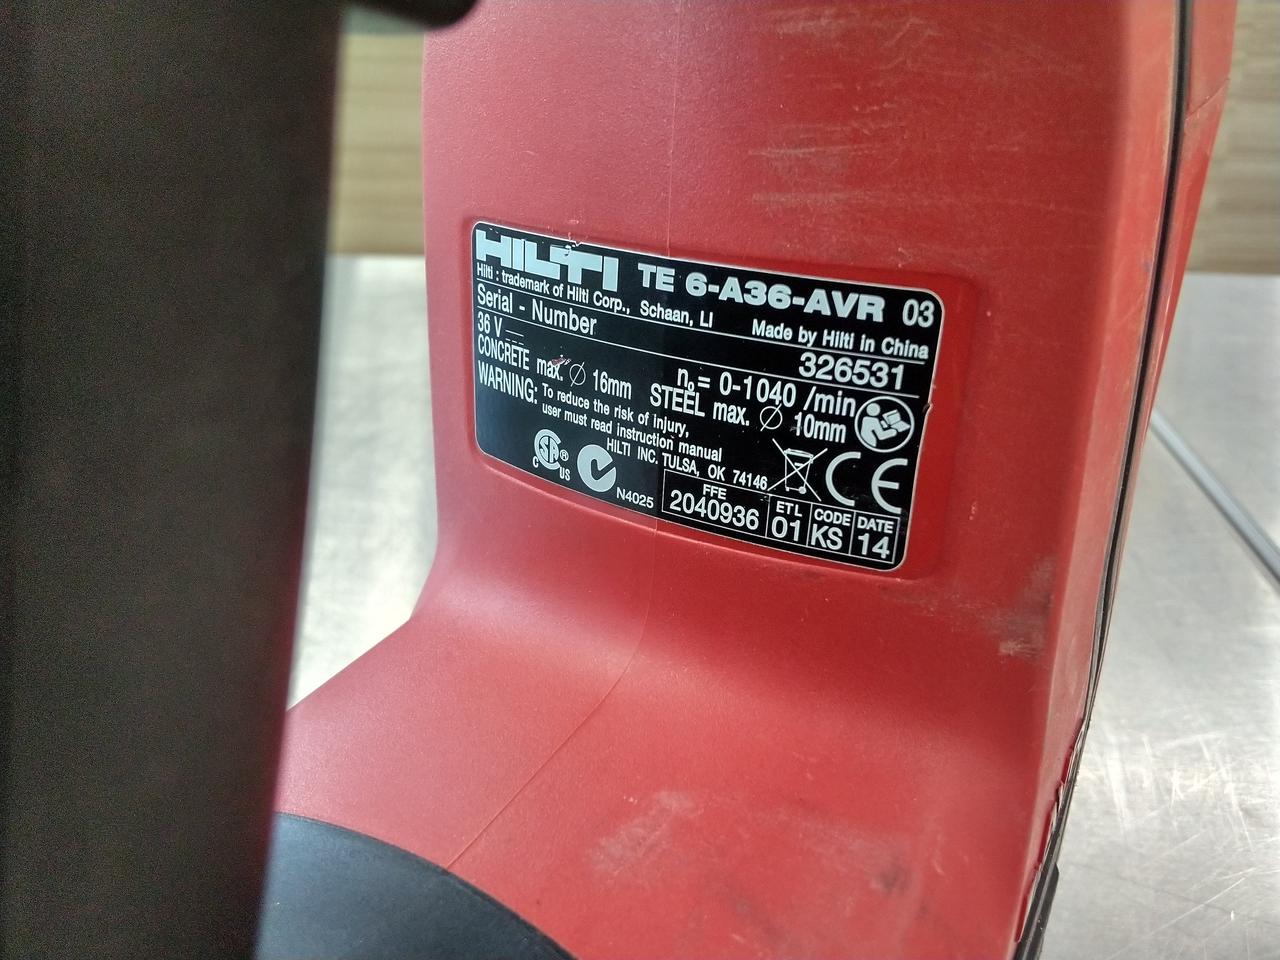 HILTI TE 6-A36-AVR 03
Hilti : trademark of Hilti Corp., Schaan, LI Made by Hilti in China
Serial - Number 326531
36 V n₀= 0-1040 /min
CONCRETE max. Ø 16mm STEEL max. Ø 10mm
WARNING: To reduce the risk of injury,
user must read instruction manual
HILTI INC. TULSA, OK 74146
SA® C US N4025 CE
FFE ETL CODE DATE
2040936 01 KS 14